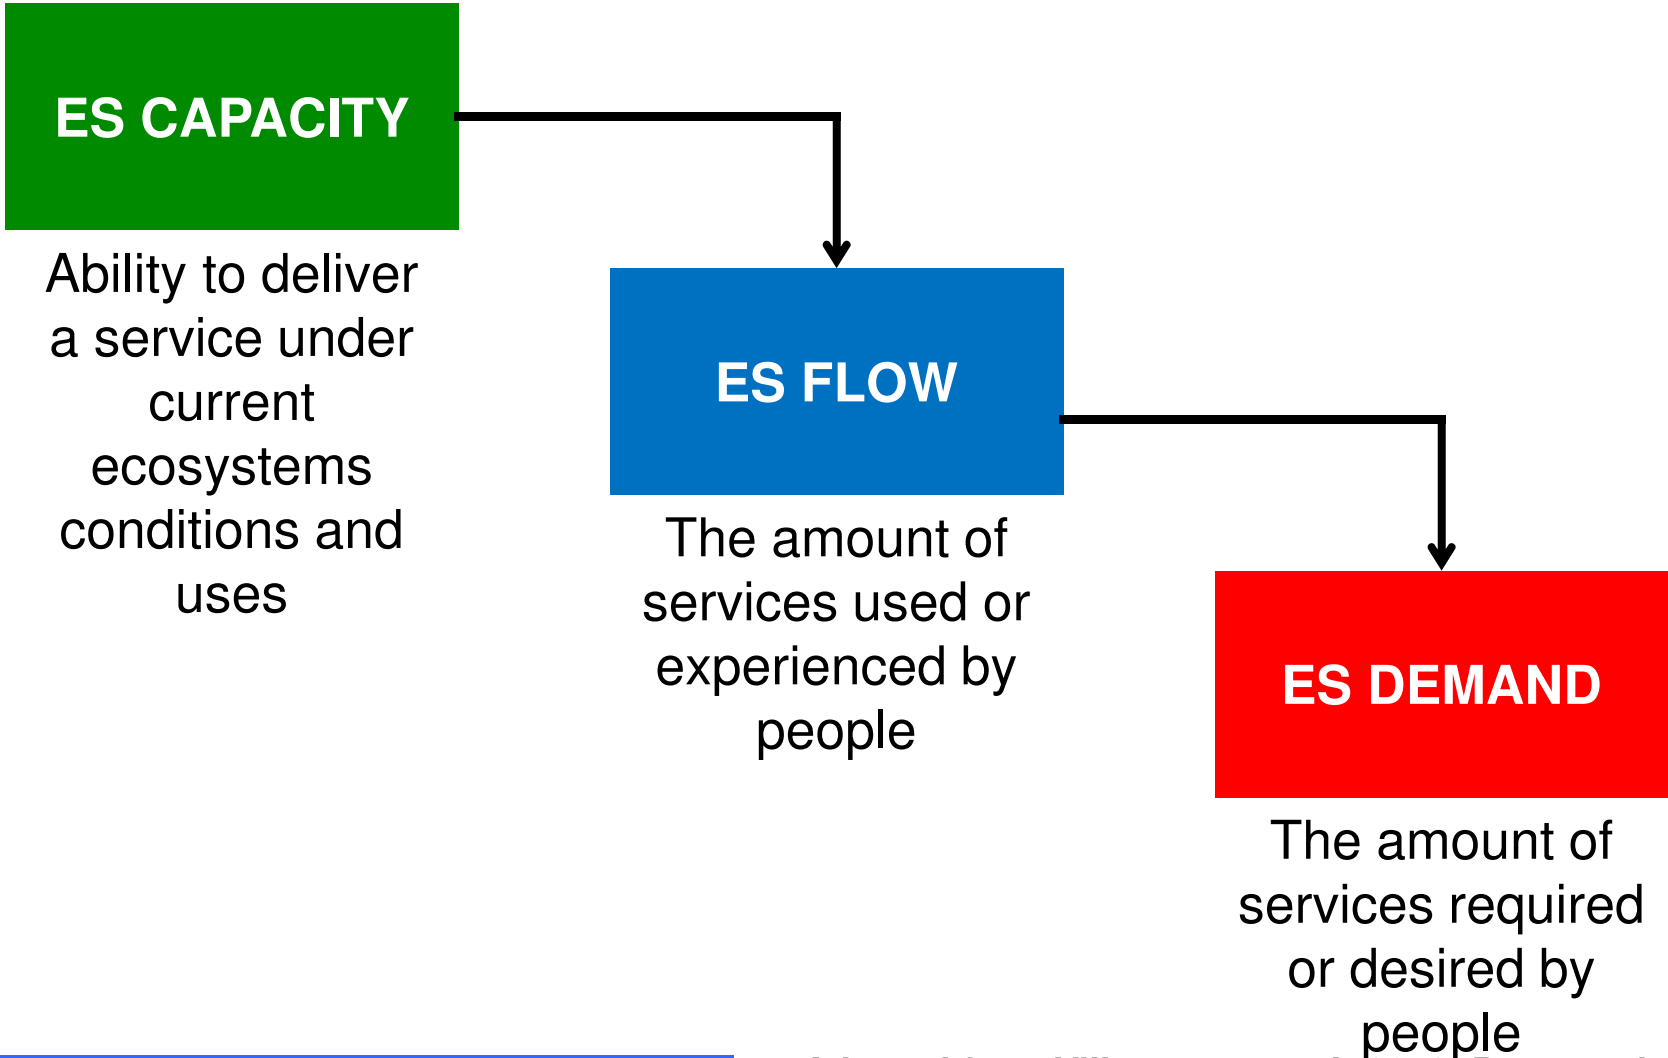 ES CAPACITY
Ability to deliver
a service under
current
ecosystems
conditions and
uses
ES FLOW
The amount of
services used or
experienced by
people
ES DEMAND
The amount of
services required
or desired by
people